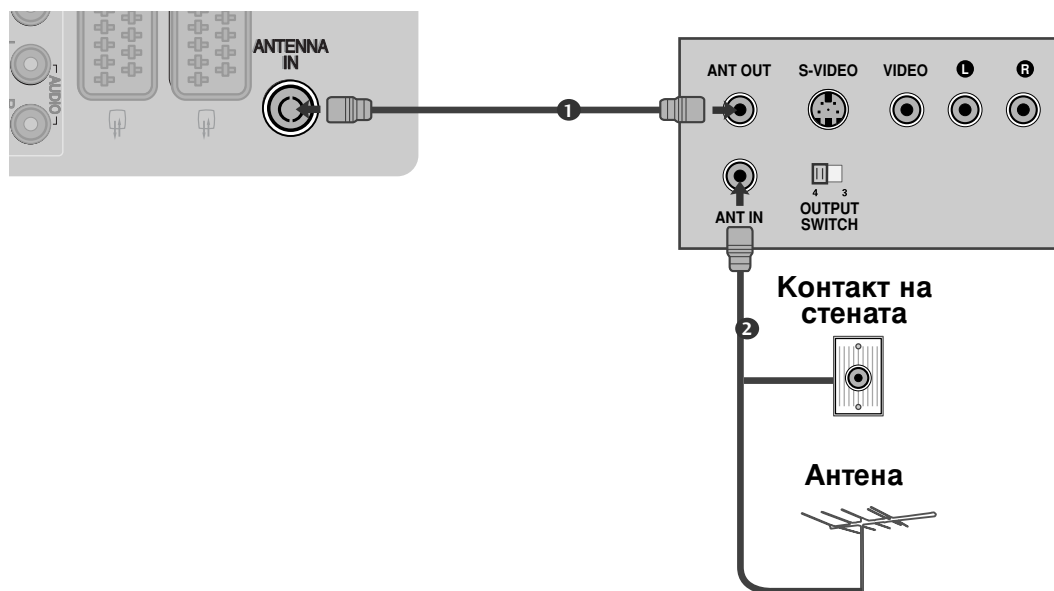 ANTENNA
IN
AUDIO
R
1
ANT OUT
S-VIDEO
VIDEO
L
R
4 3
ANT IN
OUTPUT
SWITCH
2
Контакт на
стената
Антена